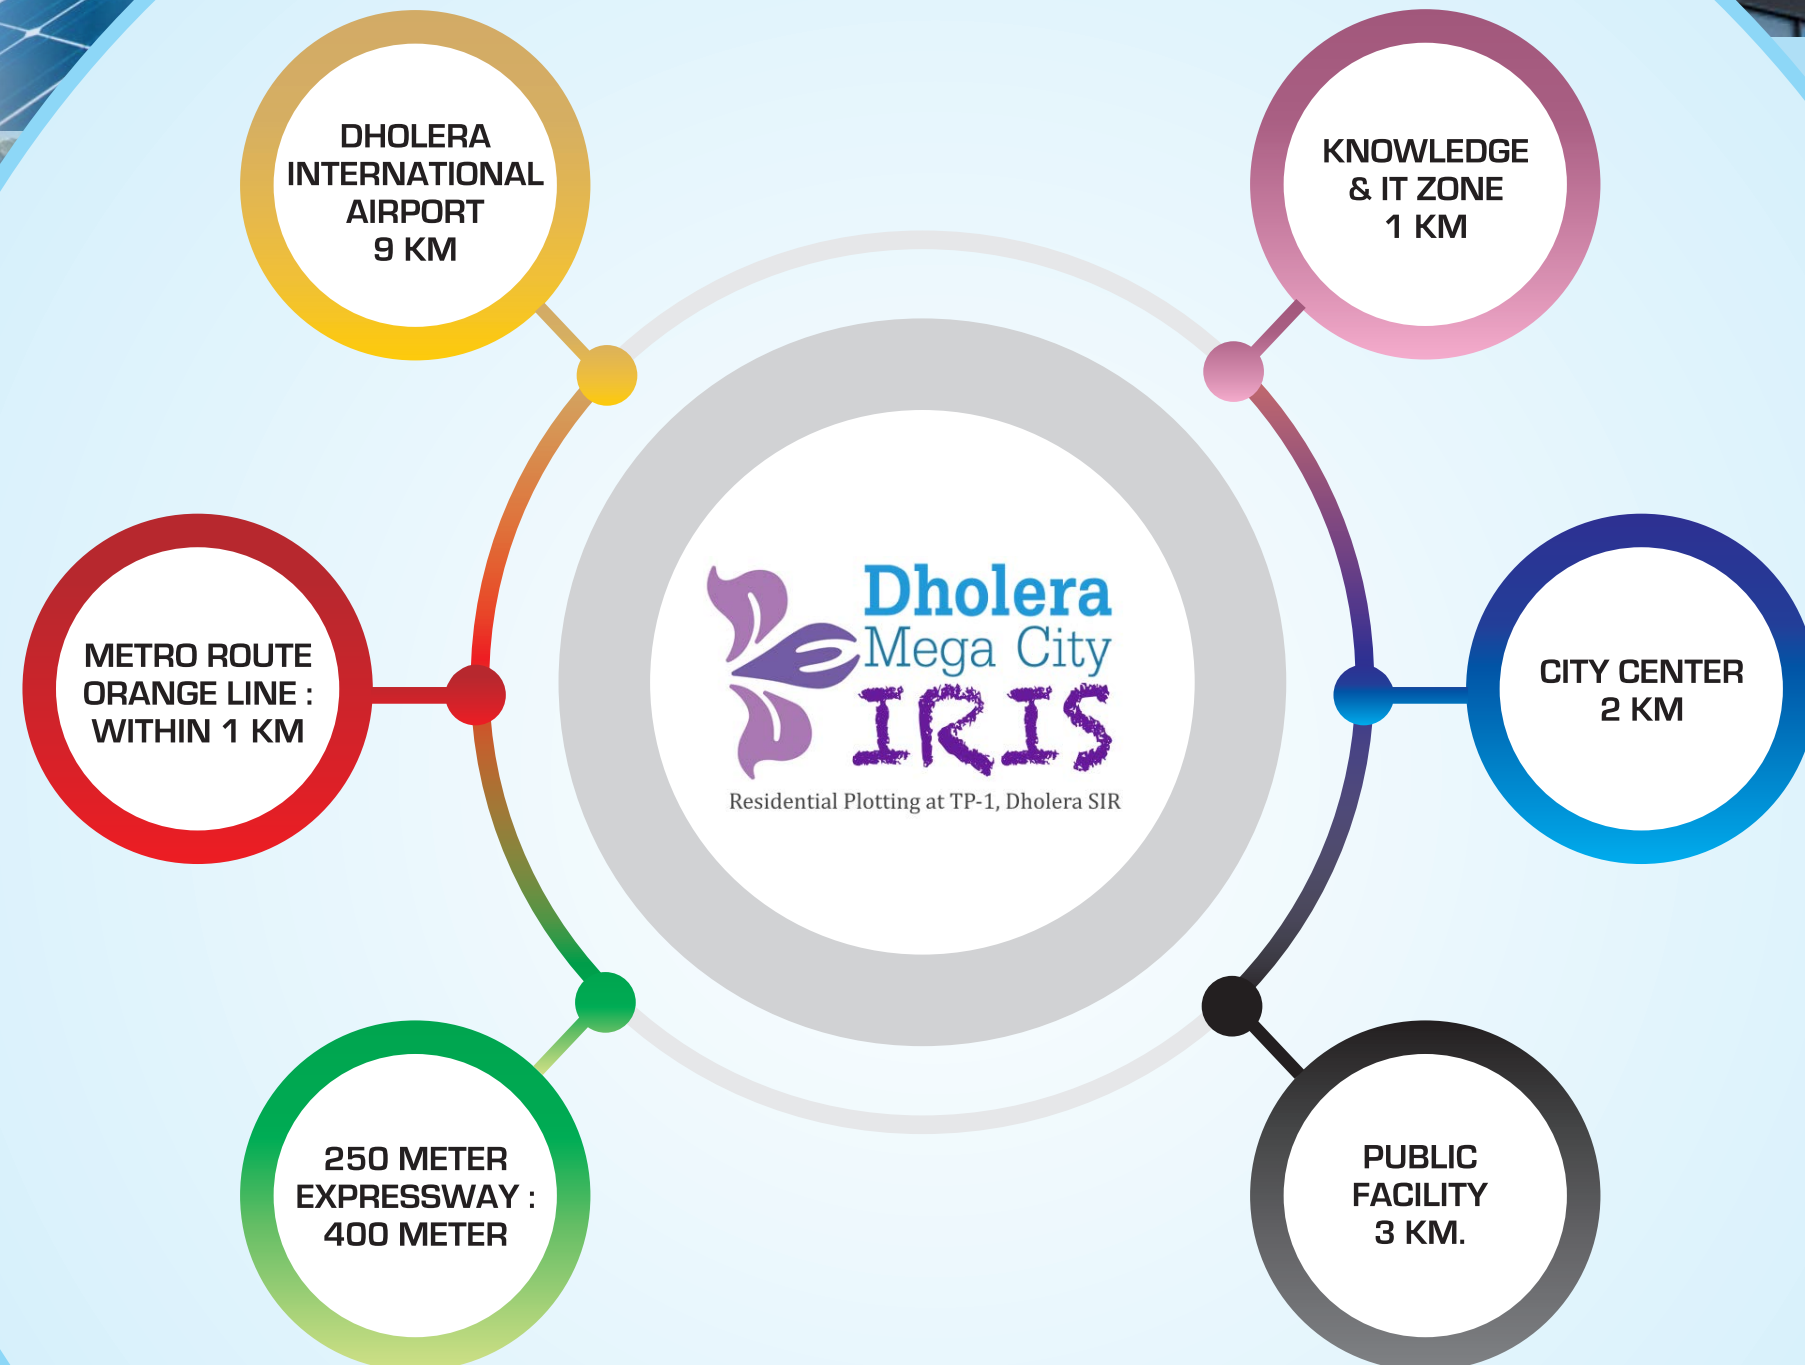 DHOLERA
INTERNATIONAL
AIRPORT
9 KM
KNOWLEDGE
& IT ZONE
1 KM
METRO ROUTE
ORANGE LINE :
WITHIN 1 KM
Dholera
Mega City
IRIS
Residential Plotting at TP-1, Dholera SIR
CITY CENTER
2 KM
250 METER
EXPRESSWAY :
400 METER
PUBLIC
FACILITY
3 KM.